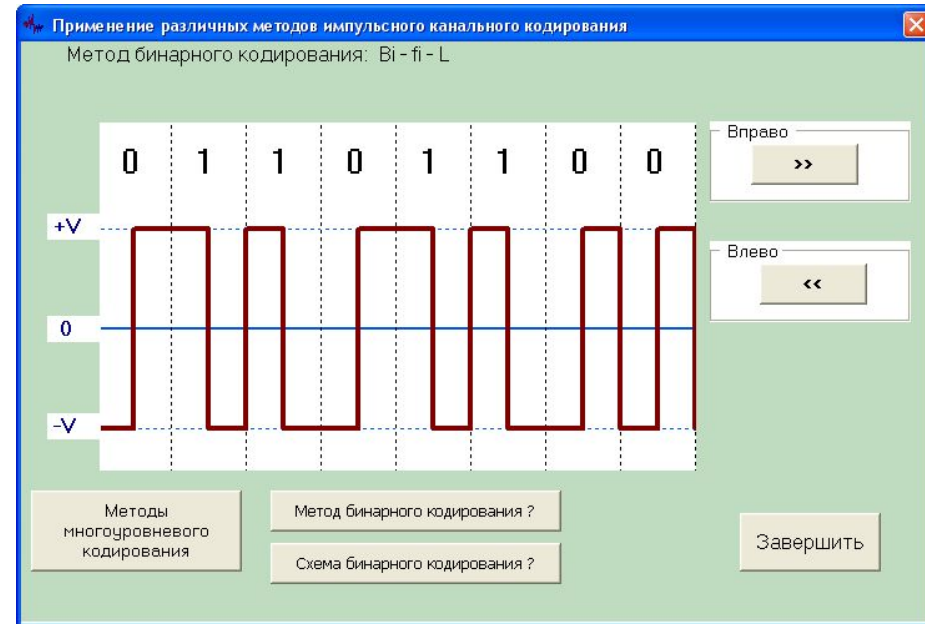 Применение различных методов импульсного канального кодирования
Метод бинарного кодирования: Bi - fi - L
0 1 1 0 1 1 0 0
+V
0
-V
Вправо
>>
Влево
<<
Методы
многоуровневого
кодирования
Метод бинарного кодирования ?
Схема бинарного кодирования ?
Завершить